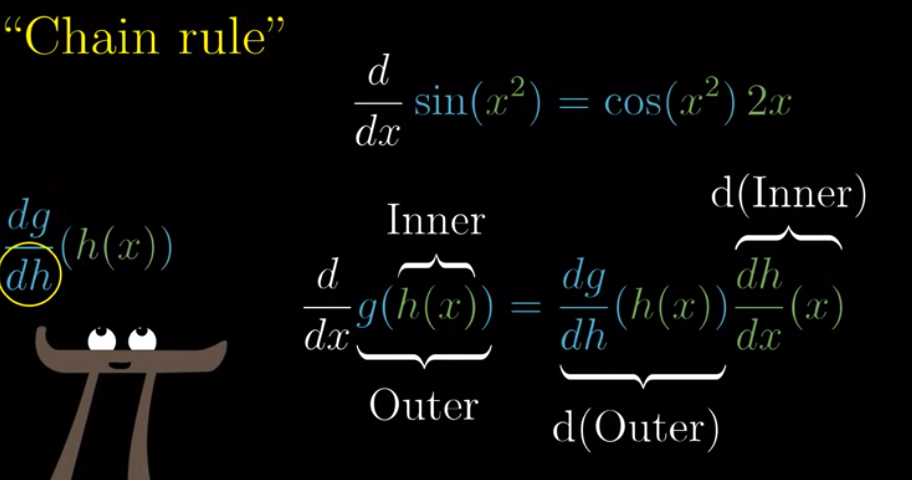 “Chain rule”
d/dx sin(x²) = cos(x²) 2x
dg/dh (h(x))
Inner
d(Inner)
d/dx g(h(x)) = dg/dh (h(x)) dh/dx (x)
Outer
d(Outer)